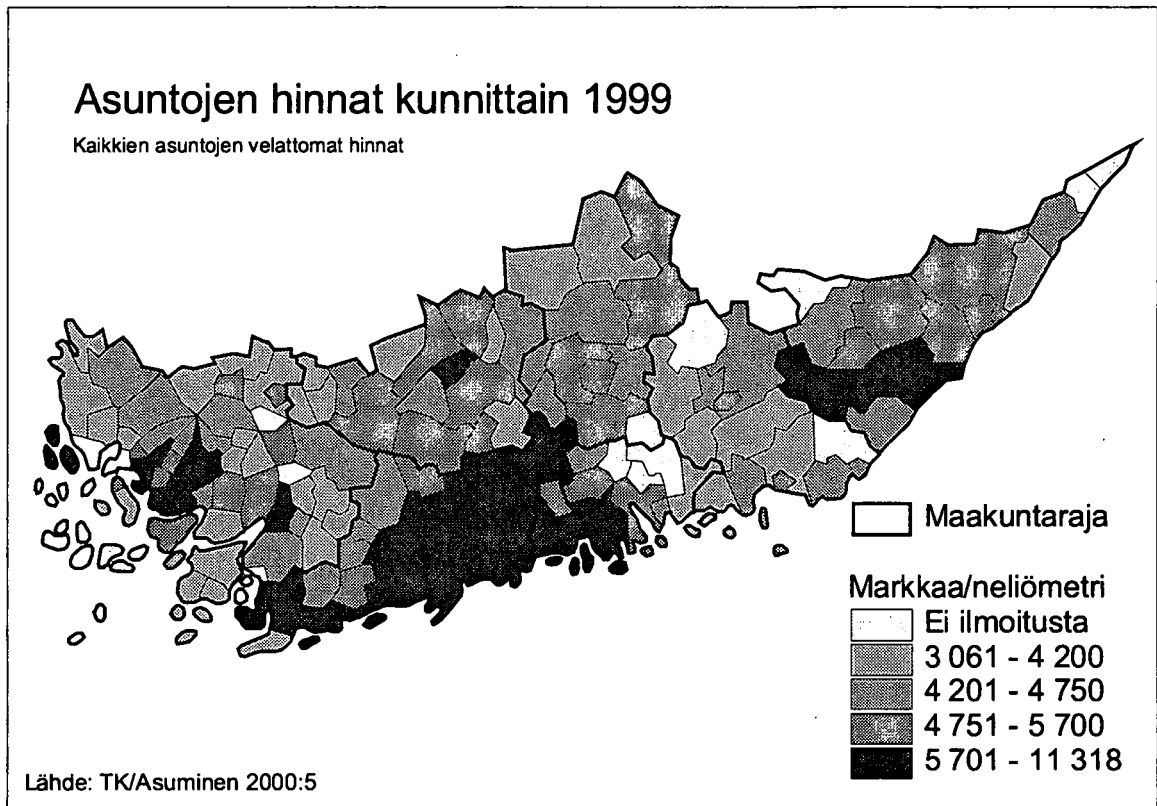 Asuntojen hinnat kunnittain 1999
Kaikkien asuntojen velattomat hinnat
Maakuntaraja
Markkaa/neliömetri
Ei ilmoitusta
3 061 - 4 200
4 201 - 4 750
4 751 - 5 700
5 701 - 11 318
Lähde: TK/Asuminen 2000:5